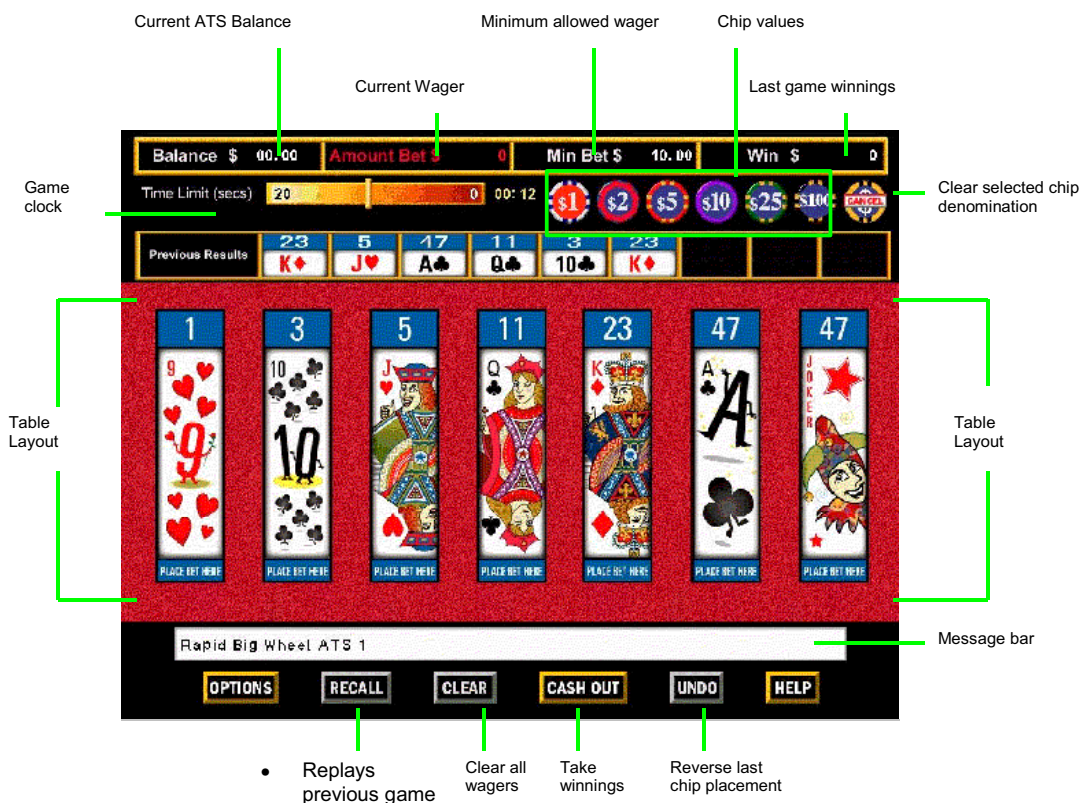 Current ATS Balance
Minimum allowed wager
Chip values
Current Wager
Last game winnings
Balance $ 00.00 Amount Bet $ 0 Min Bet $ 10.00 Win $ 0
Game
clock
Time Limit (secs) 20 0 00:12
$1 $2 $5 $10 $25 $100 CANCEL
Clear selected chip
denomination
Previous Results
23 5 47 11 3 23
K♦ J♥ A♣ Q♣ 10♣ K♦
1 3 5 11 23 47 47
9 10 J Q K A JOKER
9 10 A
Table
Layout
Table
Layout
PLACE BET HERE PLACE BET HERE PLACE BET HERE PLACE BET HERE PLACE BET HERE PLACE BET HERE PLACE BET HERE
Rapid Big Wheel ATS 1
Message bar
OPTIONS RECALL CLEAR CASH OUT UNDO HELP
• Replays
previous game
Clear all
wagers
Take
winnings
Reverse last
chip placement